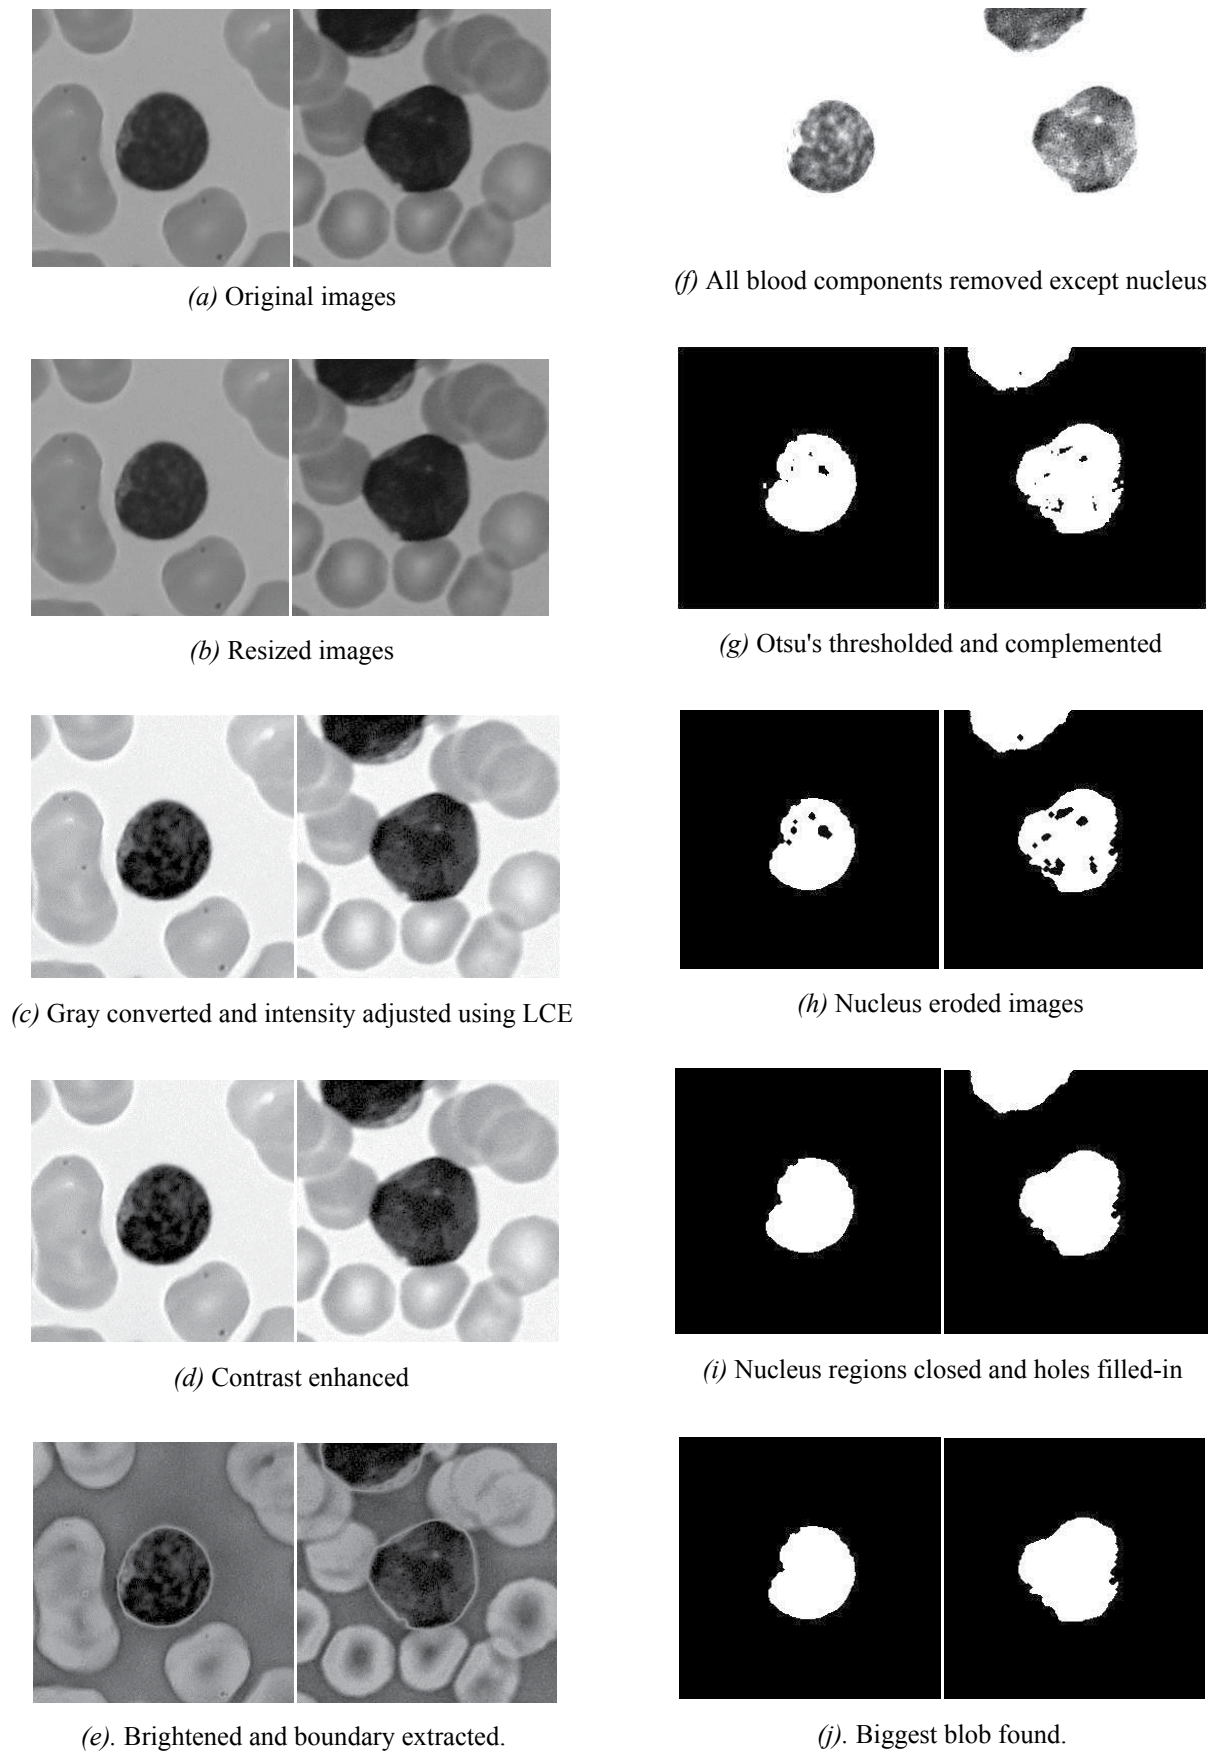 (a) Original images
(b) Resized images
(c) Gray converted and intensity adjusted using LCE
(d) Contrast enhanced
(e). Brightened and boundary extracted.
(f) All blood components removed except nucleus
(g) Otsu's thresholded and complemented
(h) Nucleus eroded images
(i) Nucleus regions closed and holes filled-in
(j). Biggest blob found.